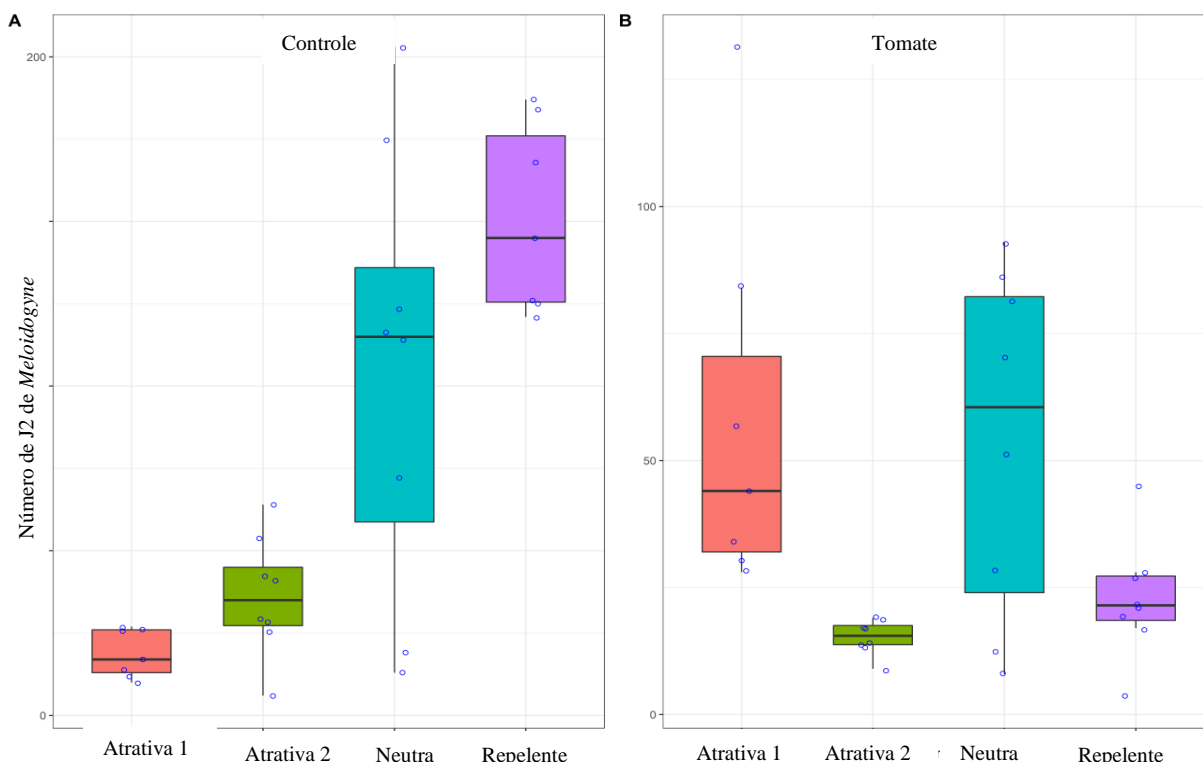 A
Controle
200
0
Número de J2 de Meloidogyne
Atrativa 1
Atrativa 2
Neutra
Repelente
B
Tomate
100
50
0
Atrativa 1
Atrativa 2
Neutra
Repelente